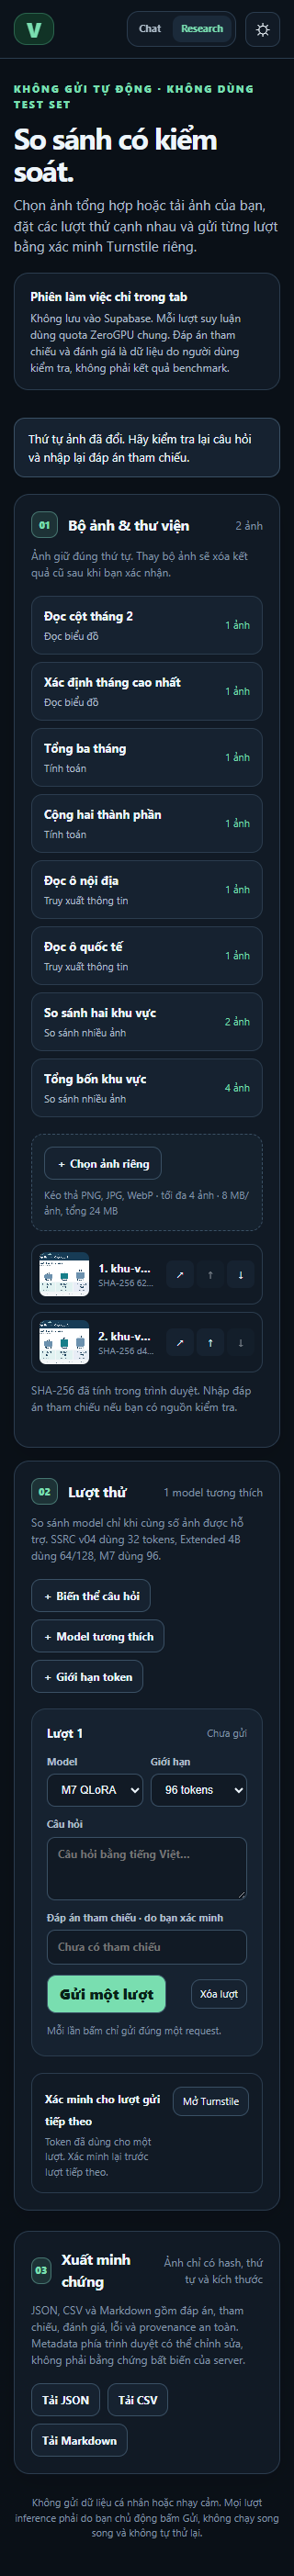 V
Chat
Research
KHÔNG GỬI TỰ ĐỘNG · KHÔNG DÙNG
TEST SET
So sánh có kiểm
soát.
Chọn ảnh tổng hợp hoặc tải ảnh của bạn,
đặt các lượt thử cạnh nhau và gửi từng lượt
bằng xác minh Turnstile riêng.
Phiên làm việc chỉ trong tab
Không lưu vào Supabase. Mỗi lượt suy luận
dùng quota ZeroGPU chung. Đáp án tham
chiếu và đánh giá là dữ liệu do người dùng
kiểm tra, không phải kết quả benchmark.
Thứ tự ảnh đã đổi. Hãy kiểm tra lại câu hỏi
và nhập lại đáp án tham chiếu.
01
Bộ ảnh & thư viện
2 ảnh
Ảnh giữ đúng thứ tự. Thay bộ ảnh sẽ xóa kết
quả cũ sau khi bạn xác nhận.
Đọc cột tháng 2
Đọc biểu đồ
1 ảnh
Xác định tháng cao nhất
Đọc biểu đồ
1 ảnh
Tổng ba tháng
Tính toán
1 ảnh
Cộng hai thành phần
Tính toán
1 ảnh
Đọc ô nội địa
Truy xuất thông tin
1 ảnh
Đọc ô quốc tế
Truy xuất thông tin
1 ảnh
So sánh hai khu vực
So sánh nhiều ảnh
2 ảnh
Tổng bốn khu vực
So sánh nhiều ảnh
4 ảnh
+ Chọn ảnh riêng
Kéo thả PNG, JPG, WebP · tối đa 4 ảnh · 8 MB/
ảnh, tổng 24 MB
1. khu-v...
SHA-256 62...
↗ ↑ ↓
2. khu-v...
SHA-256 d4...
↗ ↑ ↓
SHA-256 đã tính trong trình duyệt. Nhập đáp
án tham chiếu nếu bạn có nguồn kiểm tra.
02
Lượt thử
1 model tương thích
So sánh model chỉ khi cùng số ảnh được hỗ
trợ. SSRC v04 dùng 32 tokens, Extended 4B
dùng 64/128, M7 dùng 96.
+ Biến thể câu hỏi
+ Model tương thích
+ Giới hạn token
Lượt 1
Chưa gửi
Model
Giới hạn
M7 QLoRA
96 tokens
Câu hỏi
Câu hỏi bằng tiếng Việt...
Đáp án tham chiếu · do bạn xác minh
Chưa có tham chiếu
Gửi một lượt
Xóa lượt
Mỗi lần bấm chỉ gửi đúng một request.
Xác minh cho lượt gửi
tiếp theo
Mở Turnstile
Token đã dùng cho một
lượt. Xác minh lại trước
lượt tiếp theo.
03
Xuất minh
chứng
Ảnh chỉ có hash, thứ
tự và kích thước
JSON, CSV và Markdown gồm đáp án, tham
chiếu, đánh giá, lỗi và provenance an toàn.
Metadata phía trình duyệt có thể chỉnh sửa,
không phải bằng chứng bất biến của server.
Tải JSON
Tải CSV
Tải Markdown
Không gửi dữ liệu cá nhân hoặc nhạy cảm. Mọi lượt
inference phải do bạn chủ động bấm Gửi, không chạy song
song và không tự thử lại.